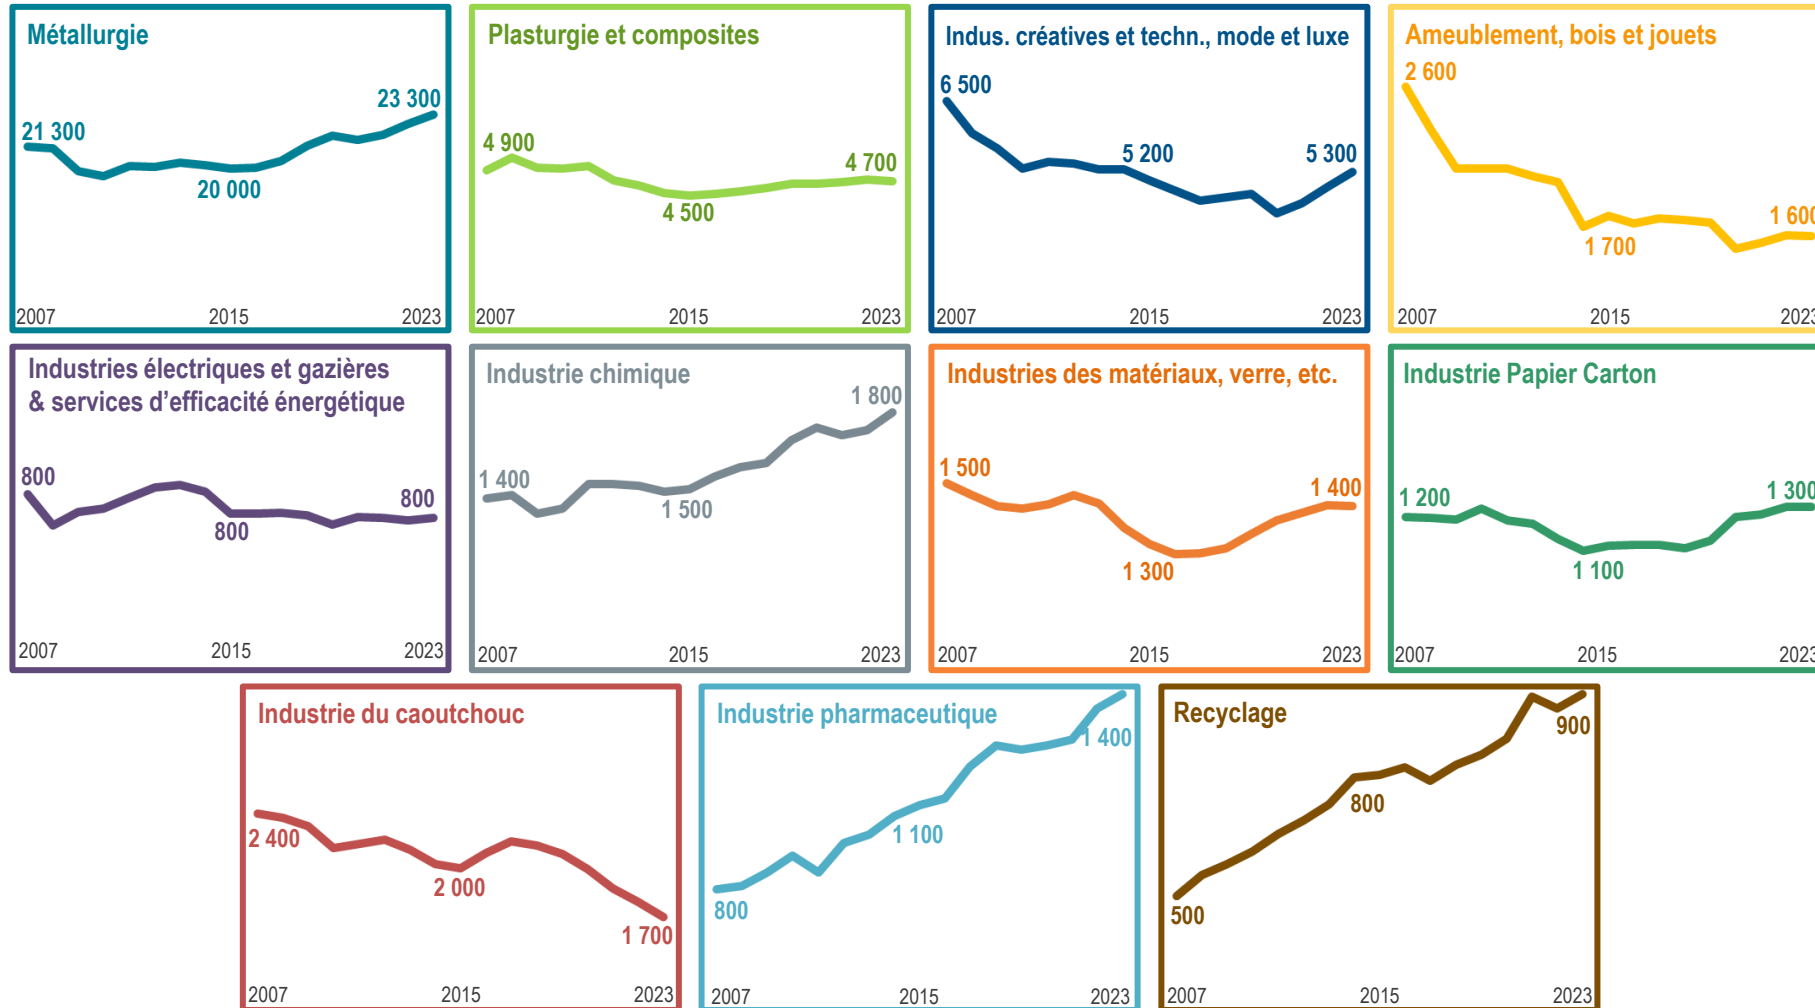 Métallurgie
21 300
20 000
23 300
2007 2015 2023
Plasturgie et composites
4 900
4 500
4 700
2007 2015 2023
Indus. créatives et techn., mode et luxe
6 500
5 200
5 300
2007 2015 2023
Ameublement, bois et jouets
2 600
1 700
1 600
2007 2015 2023
Industries électriques et gazières
& services d’efficacité énergétique
800
800
800
2007 2015 2023
Industrie chimique
1 400
1 500
1 800
2007 2015 2023
Industries des matériaux, verre, etc.
1 500
1 300
1 400
2007 2015 2023
Industrie Papier Carton
1 200
1 100
1 300
2007 2015 2023
Industrie du caoutchouc
2 400
2 000
1 700
2007 2015 2023
Industrie pharmaceutique
800
1 100
1 400
2007 2015 2023
Recyclage
500
800
900
2007 2015 2023